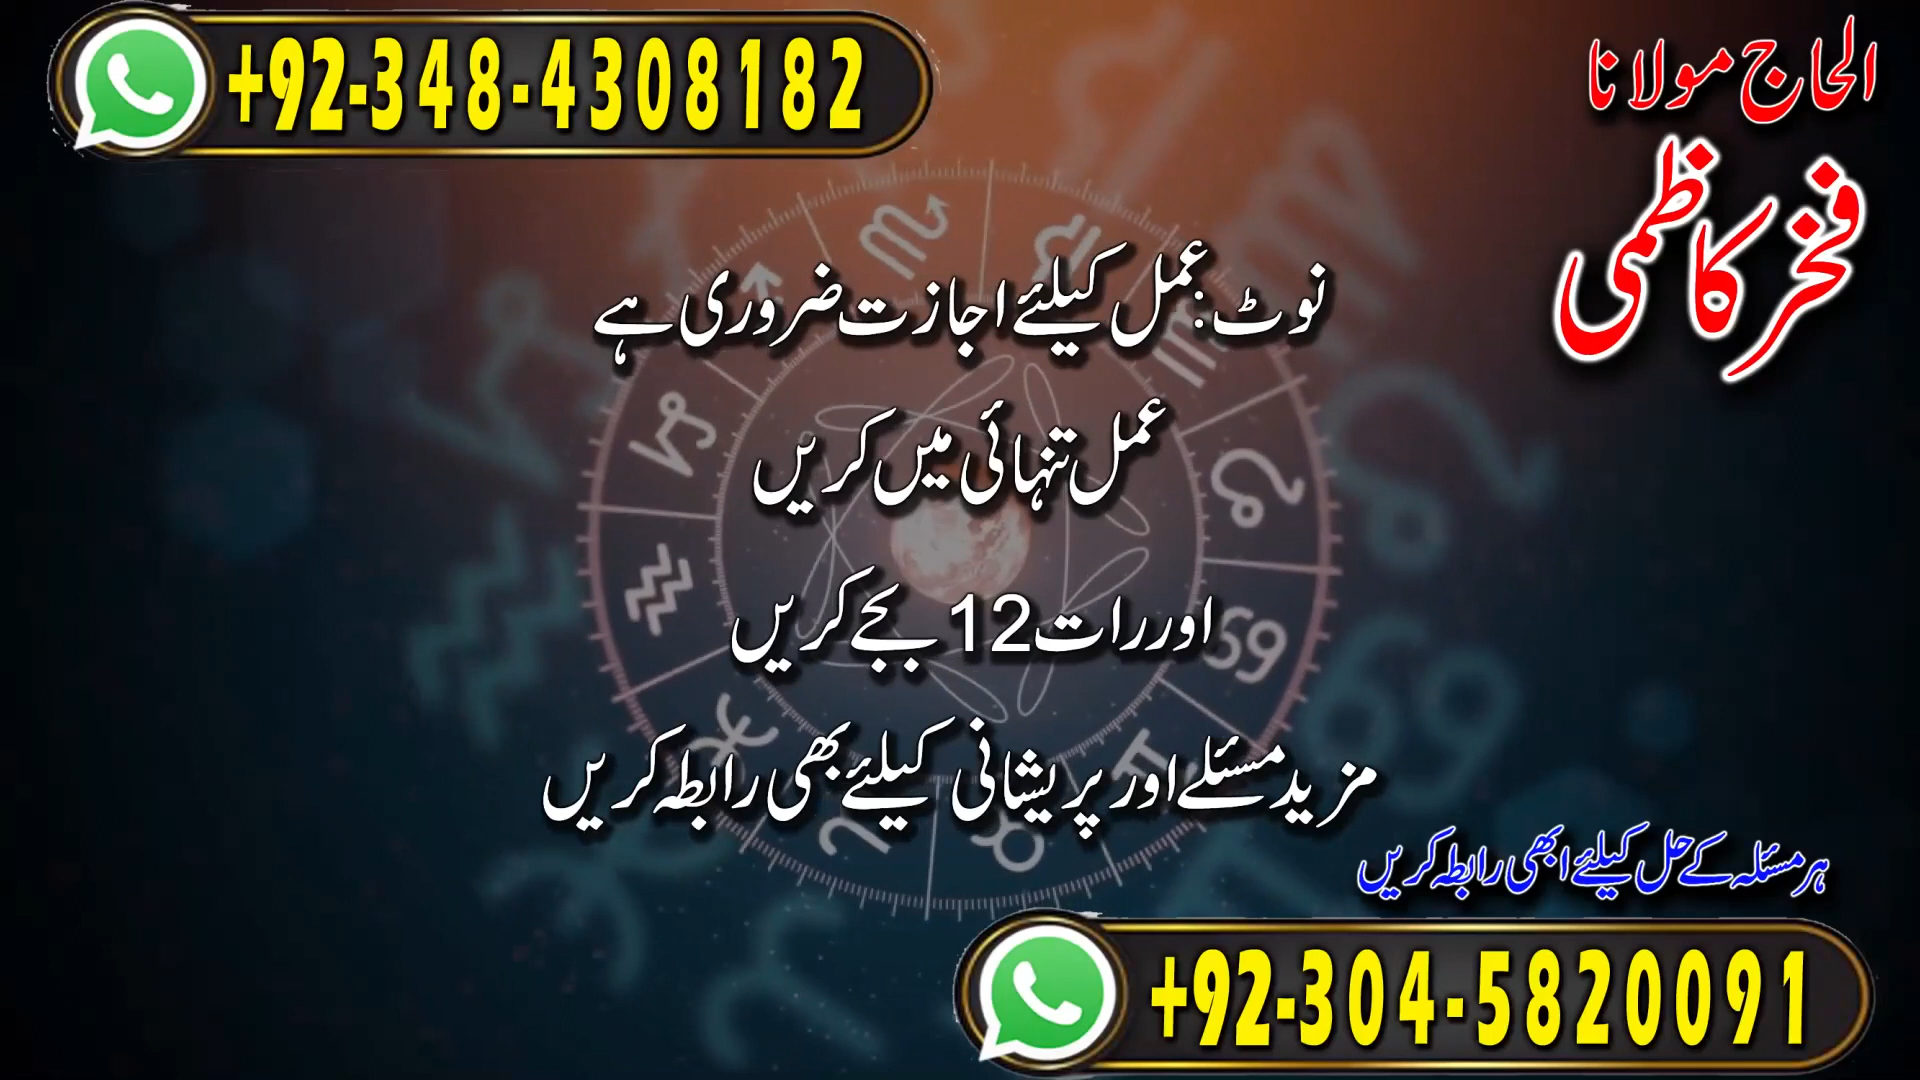 +92-348-4308182
الحاج مولانا
فخر کاظمی
نوٹ: عمل کیلئے اجازت ضروری ہے
عمل تنہائی میں کریں
اور رات 12 بجے کریں
مزید مسئلے اور پریشانی کیلئے بھی رابطہ کریں
ہر مسئلہ کے حل کیلئے ابھی رابطہ کریں
+92-304-5820091